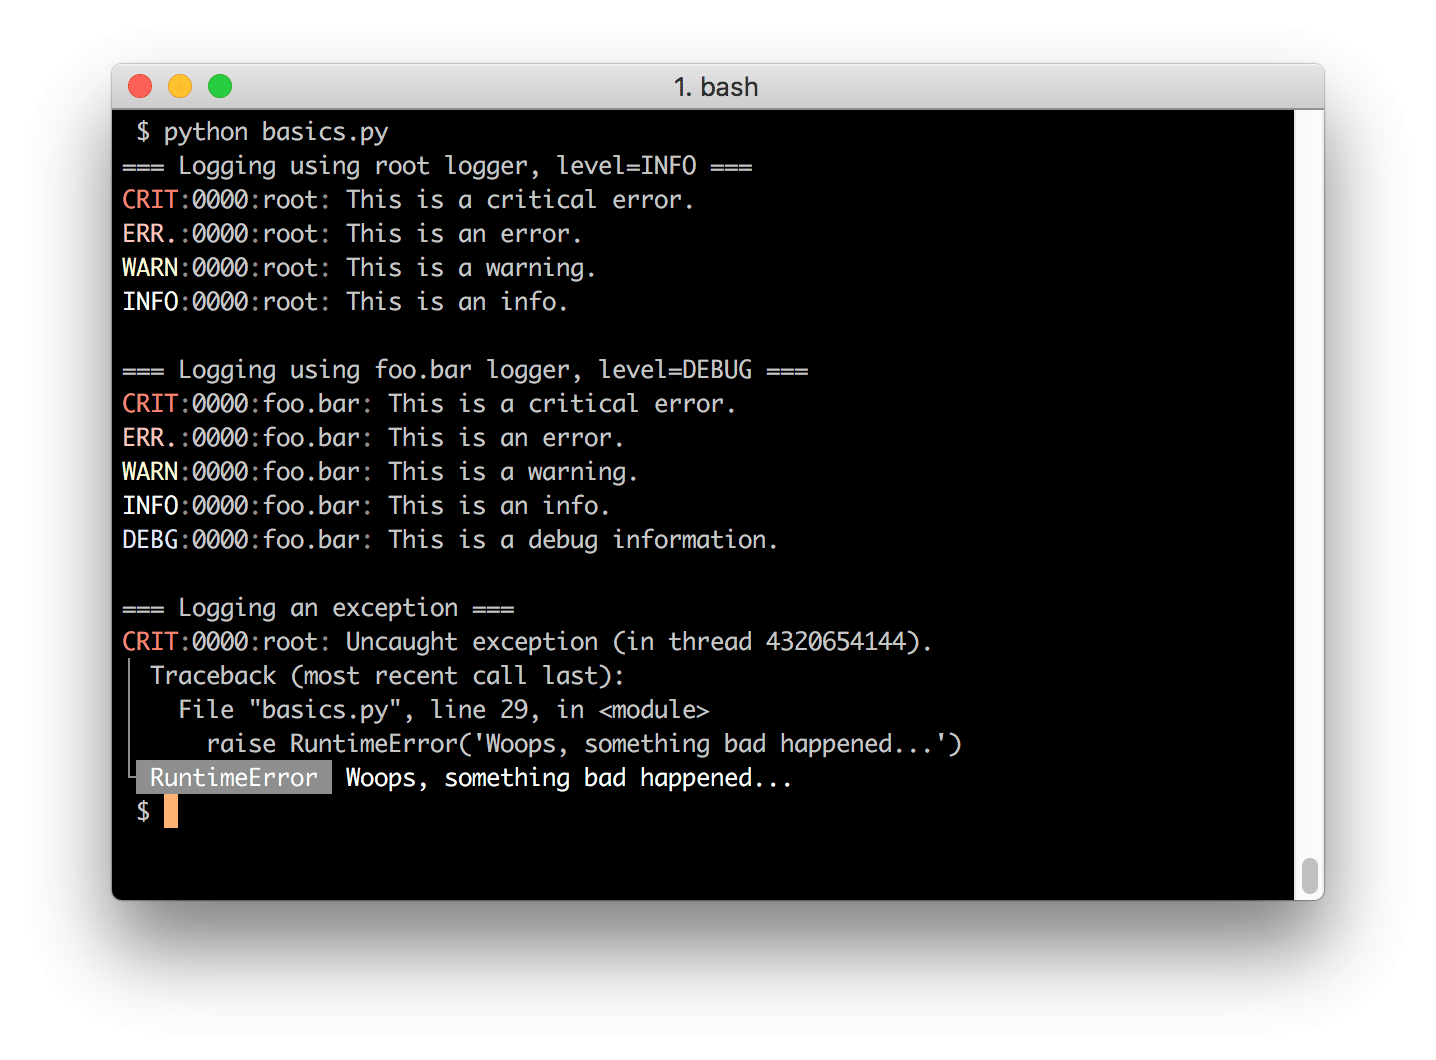 1. bash
$ python basics.py
=== Logging using root logger, level=INFO ===
CRIT:0000:root: This is a critical error.
ERR.:0000:root: This is an error.
WARN:0000:root: This is a warning.
INFO:0000:root: This is an info.
=== Logging using foo.bar logger, level=DEBUG ===
CRIT:0000:foo.bar: This is a critical error.
ERR.:0000:foo.bar: This is an error.
WARN:0000:foo.bar: This is a warning.
INFO:0000:foo.bar: This is an info.
DEBG:0000:foo.bar: This is a debug information.
=== Logging an exception ===
CRIT:0000:root: Uncaught exception (in thread 4320654144).
Traceback (most recent call last):
File "basics.py", line 29, in <module>
raise RuntimeError('Woops, something bad happened...')
RuntimeError Woops, something bad happened...
$